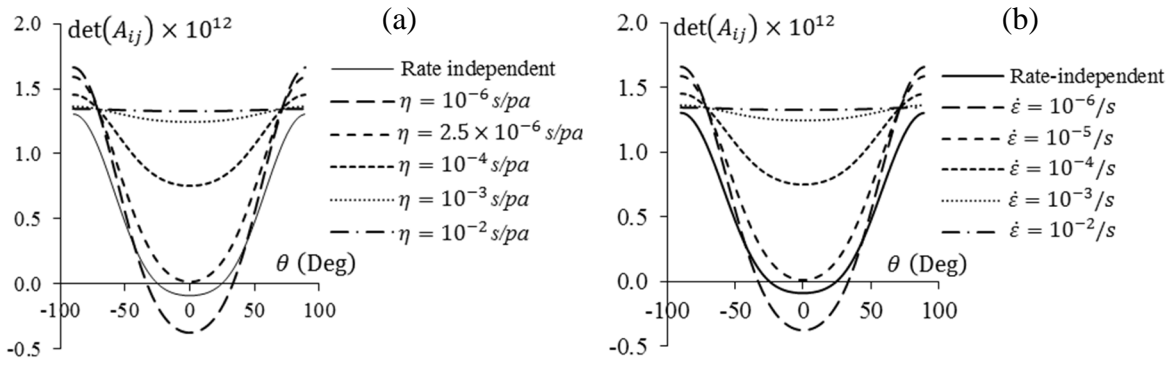 (a)
det(A_ij) × 10^12
2.0
1.5
1.0
0.5
0.0
-0.5
-100
-50
0
50
100
θ (Deg)
Rate independent
η = 10^−6 s/pa
η = 2.5 × 10^−6 s/pa
η = 10^−4 s/pa
η = 10^−3 s/pa
η = 10^−2 s/pa
(b)
det(A_ij) × 10^12
2.0
1.5
1.0
0.5
0.0
-0.5
-100
-50
0
50
100
θ (Deg)
Rate-independent
ε̇ = 10^−6/s
ε̇ = 10^−5/s
ε̇ = 10^−4/s
ε̇ = 10^−3/s
ε̇ = 10^−2/s